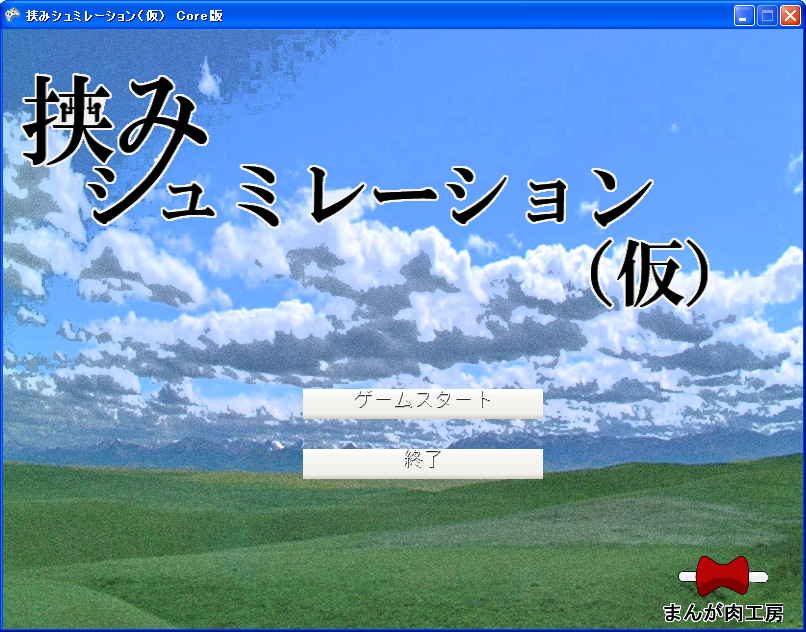 挟みシュミレーション(仮) Core版
挟み
シュミレーション
(仮)
ゲームスタート
終了
まんが肉工房